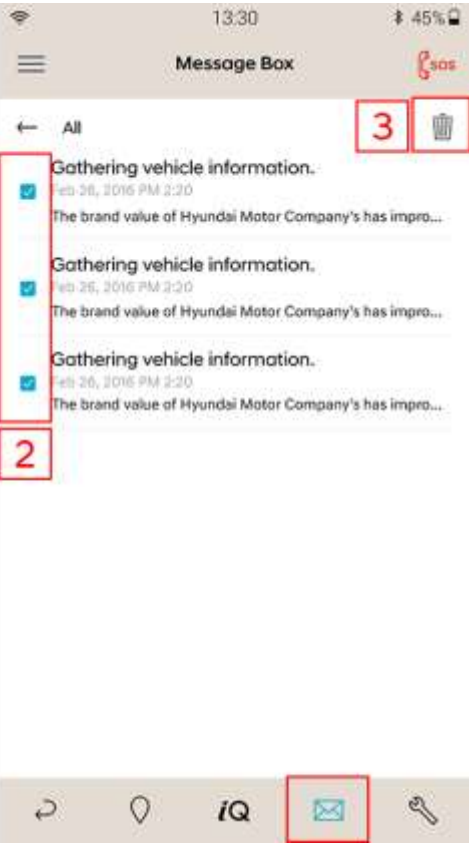 13:30 45%
Message Box SOS
All 3
Gathering vehicle information.
Feb 26, 2016 PM 2:20
The brand value of Hyundai Motor Company's has impro...
Gathering vehicle information.
Feb 26, 2016 PM 2:20
The brand value of Hyundai Motor Company's has impro...
Gathering vehicle information.
Feb 26, 2016 PM 2:20
The brand value of Hyundai Motor Company's has impro...
2
iQ